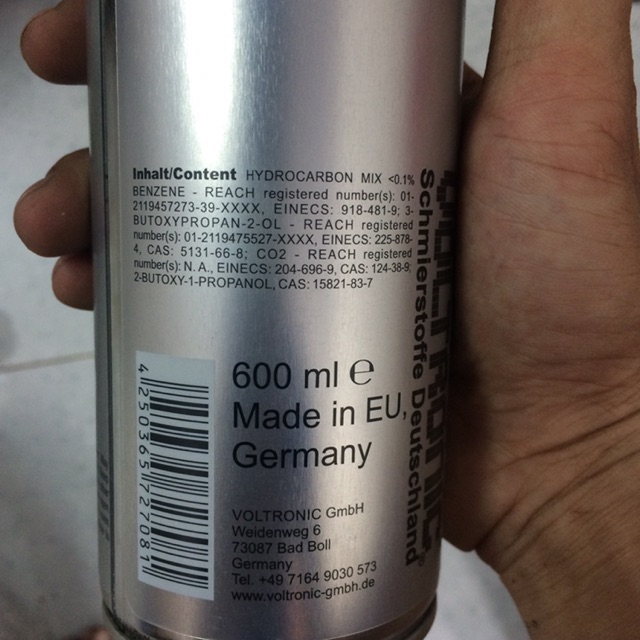 Inhalt/Content HYDROCARBON MIX <0.1%
BENZENE - REACH registered number(s): 01-
2119457273-39-XXXX, EINECS: 918-481-9; 3-
BUTOXYPROPAN-2-OL - REACH registered
number(s): 01-2119475527-XXXX, EINECS: 225-878-
4, CAS: 5131-66-8; CO2 - REACH registered
number(s): N. A., EINECS: 204-696-9, CAS: 124-38-9;
2-BUTOXY-1-PROPANOL, CAS: 15821-83-7
600 ml ℮
Made in EU,
Germany
VOLTRONIC GmbH
Weidenweg 6
73087 Bad Boll
Germany
Tel. +49 7164 9030 573
www.voltronic-gmbh.de
4 250365 727081
VOLTRONIC®
Schmierstoffe Deutschland